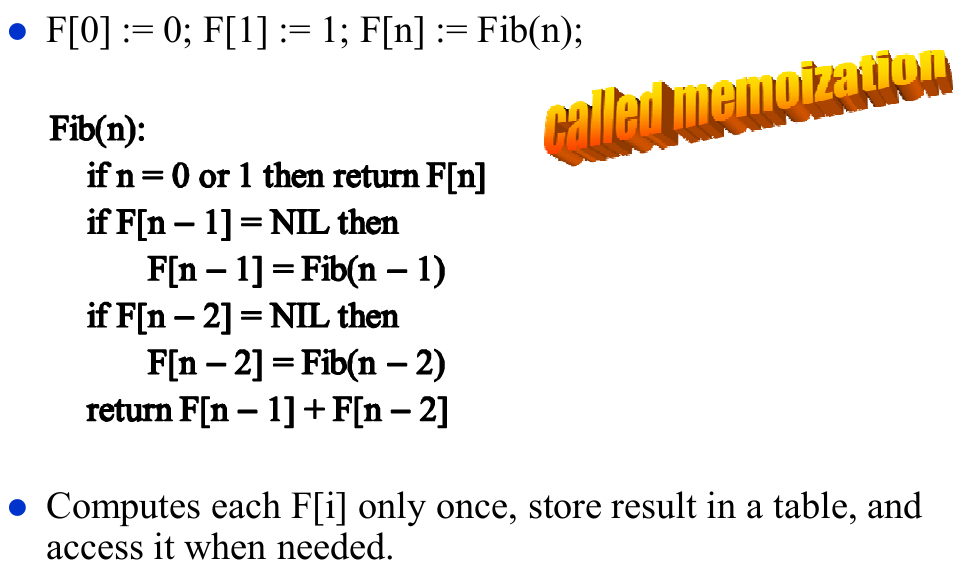 ● F[0] := 0; F[1] := 1; F[n] := Fib(n);
called memoization
Fib(n):
if n = 0 or 1 then return F[n]
if F[n – 1] = NIL then
F[n – 1] = Fib(n – 1)
if F[n – 2] = NIL then
F[n – 2] = Fib(n – 2)
return F[n – 1] + F[n – 2]
● Computes each F[i] only once, store result in a table, and
access it when needed.